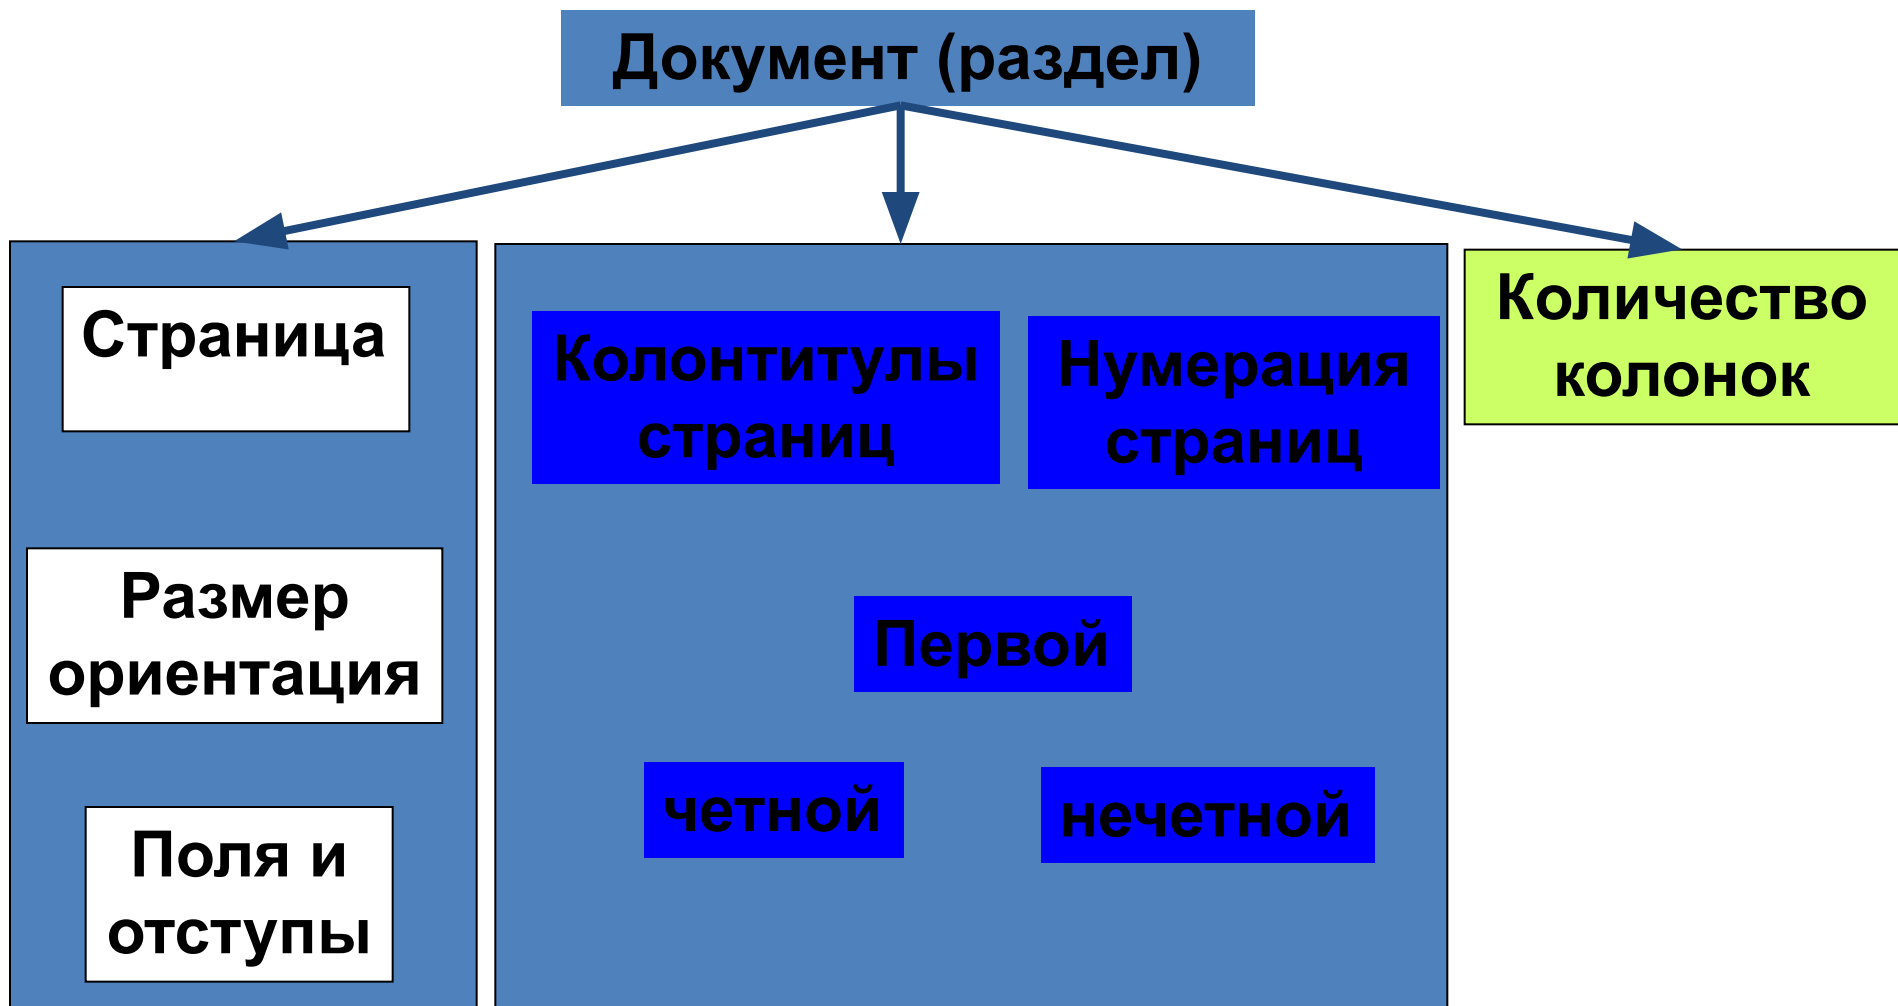 Документ (раздел)
Страница
Размер
ориентация
Поля и
отступы
Колонтитулы
страниц
Нумерация
страниц
Первой
четной
нечетной
Количество
колонок